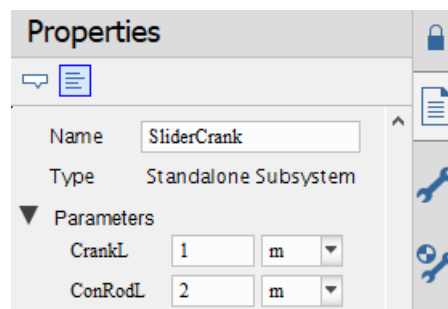 Properties
Name SliderCrank
Type Standalone Subsystem
Parameters
CrankL 1 m
ConRodL 2 m